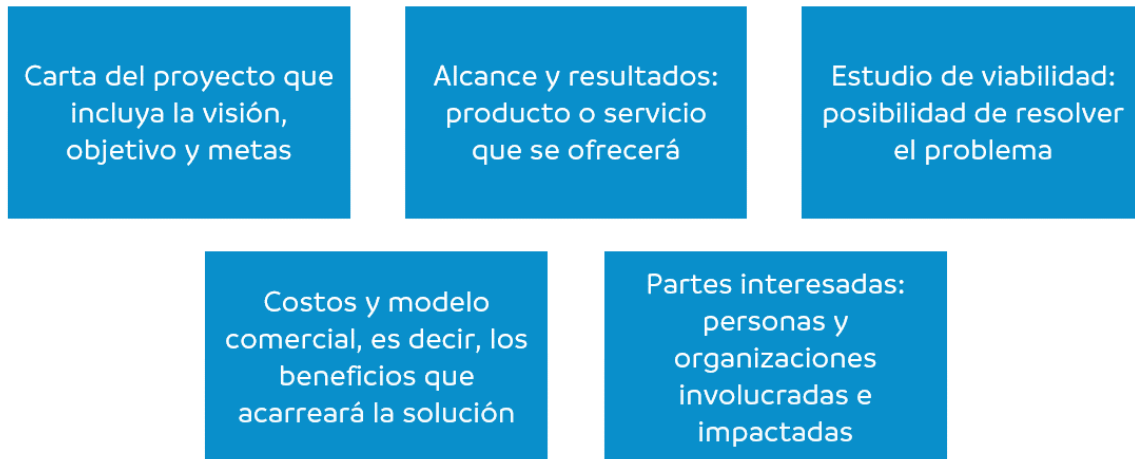 Carta del proyecto que
incluya la visión,
objetivo y metas
Alcance y resultados:
producto o servicio
que se ofrecerá
Estudio de viabilidad:
posibilidad de resolver
el problema
Costos y modelo
comercial, es decir, los
beneficios que
acarreará la solución
Partes interesadas:
personas y
organizaciones
involucradas e
impactadas